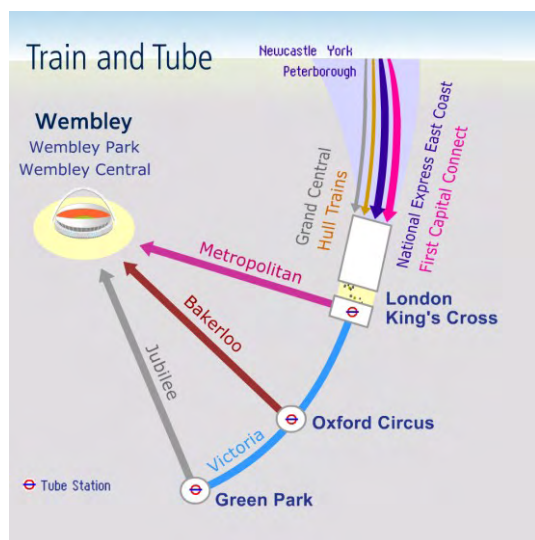 Train and Tube
Newcastle York
Peterborough
Wembley
Wembley Park
Wembley Central
Grand Central
Hull Trains
National Express East Coast
First Capital Connect
Metropolitan
London
King's Cross
Bakerloo
Jubilee
Oxford Circus
Victoria
Tube Station
Green Park